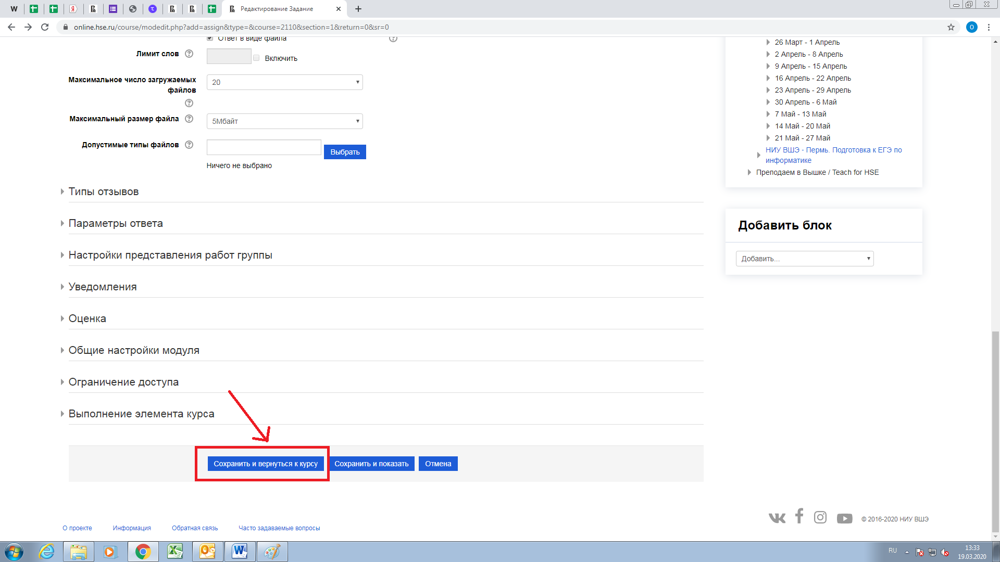 Редактирование Задание
online.hse.ru/course/modedit.php?add=assign&type=&course=2110&section=1&return=0&sr=0
Ответ в виде файла
Лимит слов
Включить
Максимальное число загружаемых
файлов
20
Максимальный размер файла
5Мбайт
Допустимые типы файлов
Выбрать
Ничего не выбрано
Типы отзывов
Параметры ответа
Настройки представления работ группы
Уведомления
Оценка
Общие настройки модуля
Ограничение доступа
Выполнение элемента курса
Сохранить и вернуться к курсу
Сохранить и показать
Отмена
26 Март - 1 Апрель
2 Апрель - 8 Апрель
9 Апрель - 15 Апрель
16 Апрель - 22 Апрель
23 Апрель - 29 Апрель
30 Апрель - 6 Май
7 Май - 13 Май
14 Май - 20 Май
21 Май - 27 Май
НИУ ВШЭ - Пермь. Подготовка к ЕГЭ по
информатике
Преподаем в Вышке / Teach for HSE
Добавить блок
Добавить...
О проекте
Информация
Обратная связь
Часто задаваемые вопросы
© 2016-2020 НИУ ВШЭ
RU
13:33
19.03.2020